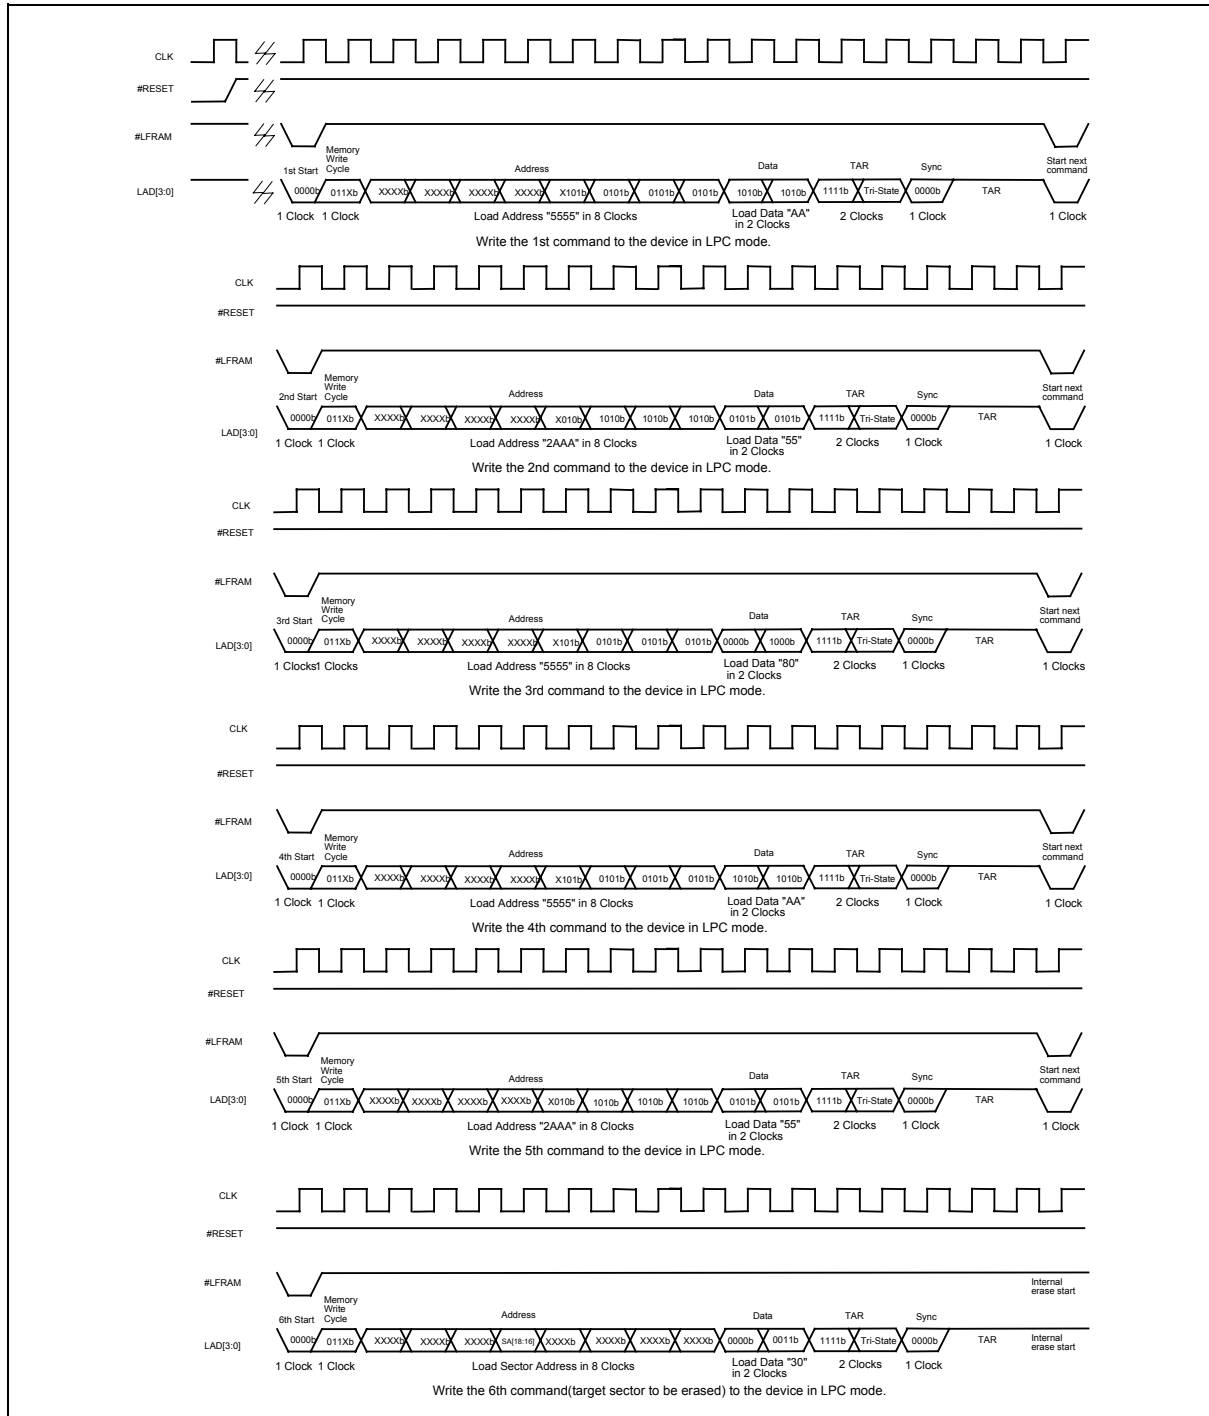 CLK
#RESET
#LFRAM
Memory
Write
Cycle
1st Start
Address
Data
TAR
Sync
Start next
command
LAD[3:0]
0000b 011Xb XXXXb XXXXb XXXXb XXXXb X101b 0101b 0101b 0101b 1010b 1010b 1111b Tri-State 0000b TAR
1 Clock 1 Clock Load Address "5555" in 8 Clocks Load Data "AA" in 2 Clocks 2 Clocks 1 Clock 1 Clock
Write the 1st command to the device in LPC mode.
CLK
#RESET
#LFRAM
Memory
Write
Cycle
2nd Start
Address
Data
TAR
Sync
Start next
command
LAD[3:0]
0000b 011Xb XXXXb XXXXb XXXXb XXXXb X010b 1010b 1010b 1010b 0101b 0101b 1111b Tri-State 0000b TAR
1 Clock 1 Clock Load Address "2AAA" in 8 Clocks Load Data "55" in 2 Clocks 2 Clocks 1 Clock 1 Clock
Write the 2nd command to the device in LPC mode.
CLK
#RESET
#LFRAM
Memory
Write
Cycle
3rd Start
Address
Data
TAR
Sync
Start next
command
LAD[3:0]
0000b 011Xb XXXXb XXXXb XXXXb XXXXb X101b 0101b 0101b 0101b 0000b 1000b 1111b Tri-State 0000b TAR
1 Clocks1 Clocks Load Address "5555" in 8 Clocks Load Data "80" in 2 Clocks 2 Clocks 1 Clocks 1 Clocks
Write the 3rd command to the device in LPC mode.
CLK
#RESET
#LFRAM
Memory
Write
Cycle
4th Start
Address
Data
TAR
Sync
Start next
command
LAD[3:0]
0000b 011Xb XXXXb XXXXb XXXXb XXXXb X101b 0101b 0101b 0101b 1010b 1010b 1111b Tri-State 0000b TAR
1 Clock 1 Clock Load Address "5555" in 8 Clocks Load Data "AA" in 2 Clocks 2 Clocks 1 Clock 1 Clock
Write the 4th command to the device in LPC mode.
CLK
#RESET
#LFRAM
Memory
Write
Cycle
5th Start
Address
Data
TAR
Sync
Start next
command
LAD[3:0]
0000b 011Xb XXXXb XXXXb XXXXb XXXXb X010b 1010b 1010b 1010b 0101b 0101b 1111b Tri-State 0000b TAR
1 Clock 1 Clock Load Address "2AAA" in 8 Clocks Load Data "55" in 2 Clocks 2 Clocks 1 Clock 1 Clock
Write the 5th command to the device in LPC mode.
CLK
#RESET
#LFRAM
Internal
erase start
Memory
Write
Cycle
6th Start
Address
Data
TAR
Sync
LAD[3:0]
0000b 011Xb XXXXb XXXXb XXXXb SA[18:16] XXXXb XXXXb XXXXb XXXXb 0000b 0011b 1111b Tri-State 0000b TAR
Internal
erase start
1 Clock 1 Clock Load Sector Address in 8 Clocks Load Data "30" in 2 Clocks 2 Clocks 1 Clock
Write the 6th command(target sector to be erased) to the device in LPC mode.